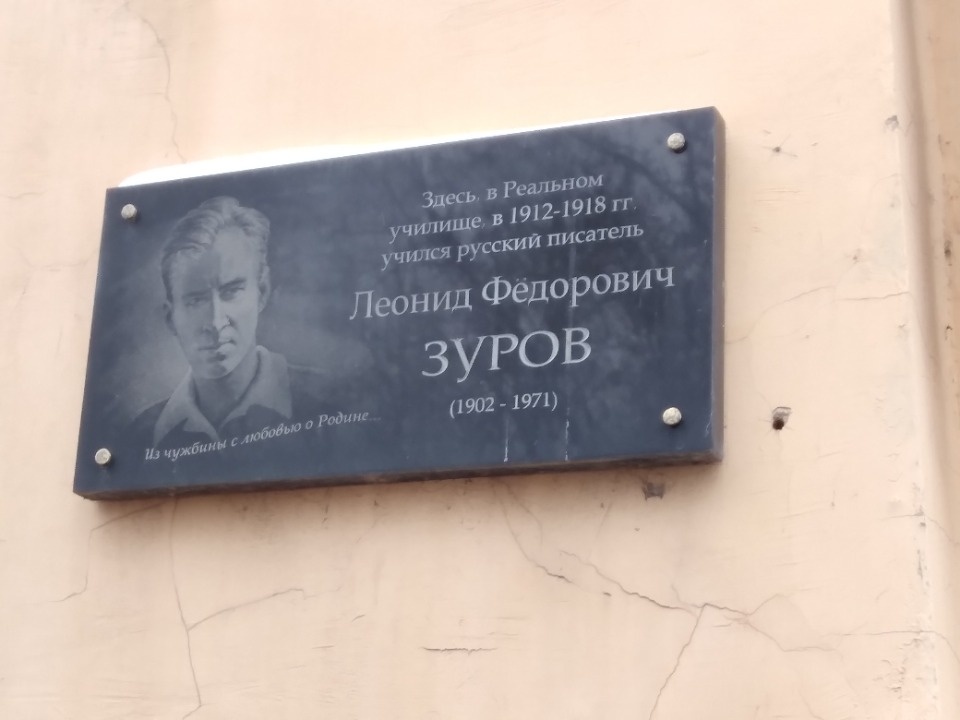 Здесь, в Реальном
училище, в 1912-1918 гг.
учился русский писатель
Леонид Фёдорович
ЗУРОВ
(1902 - 1971)
Из чужбины с любовью о Родине...